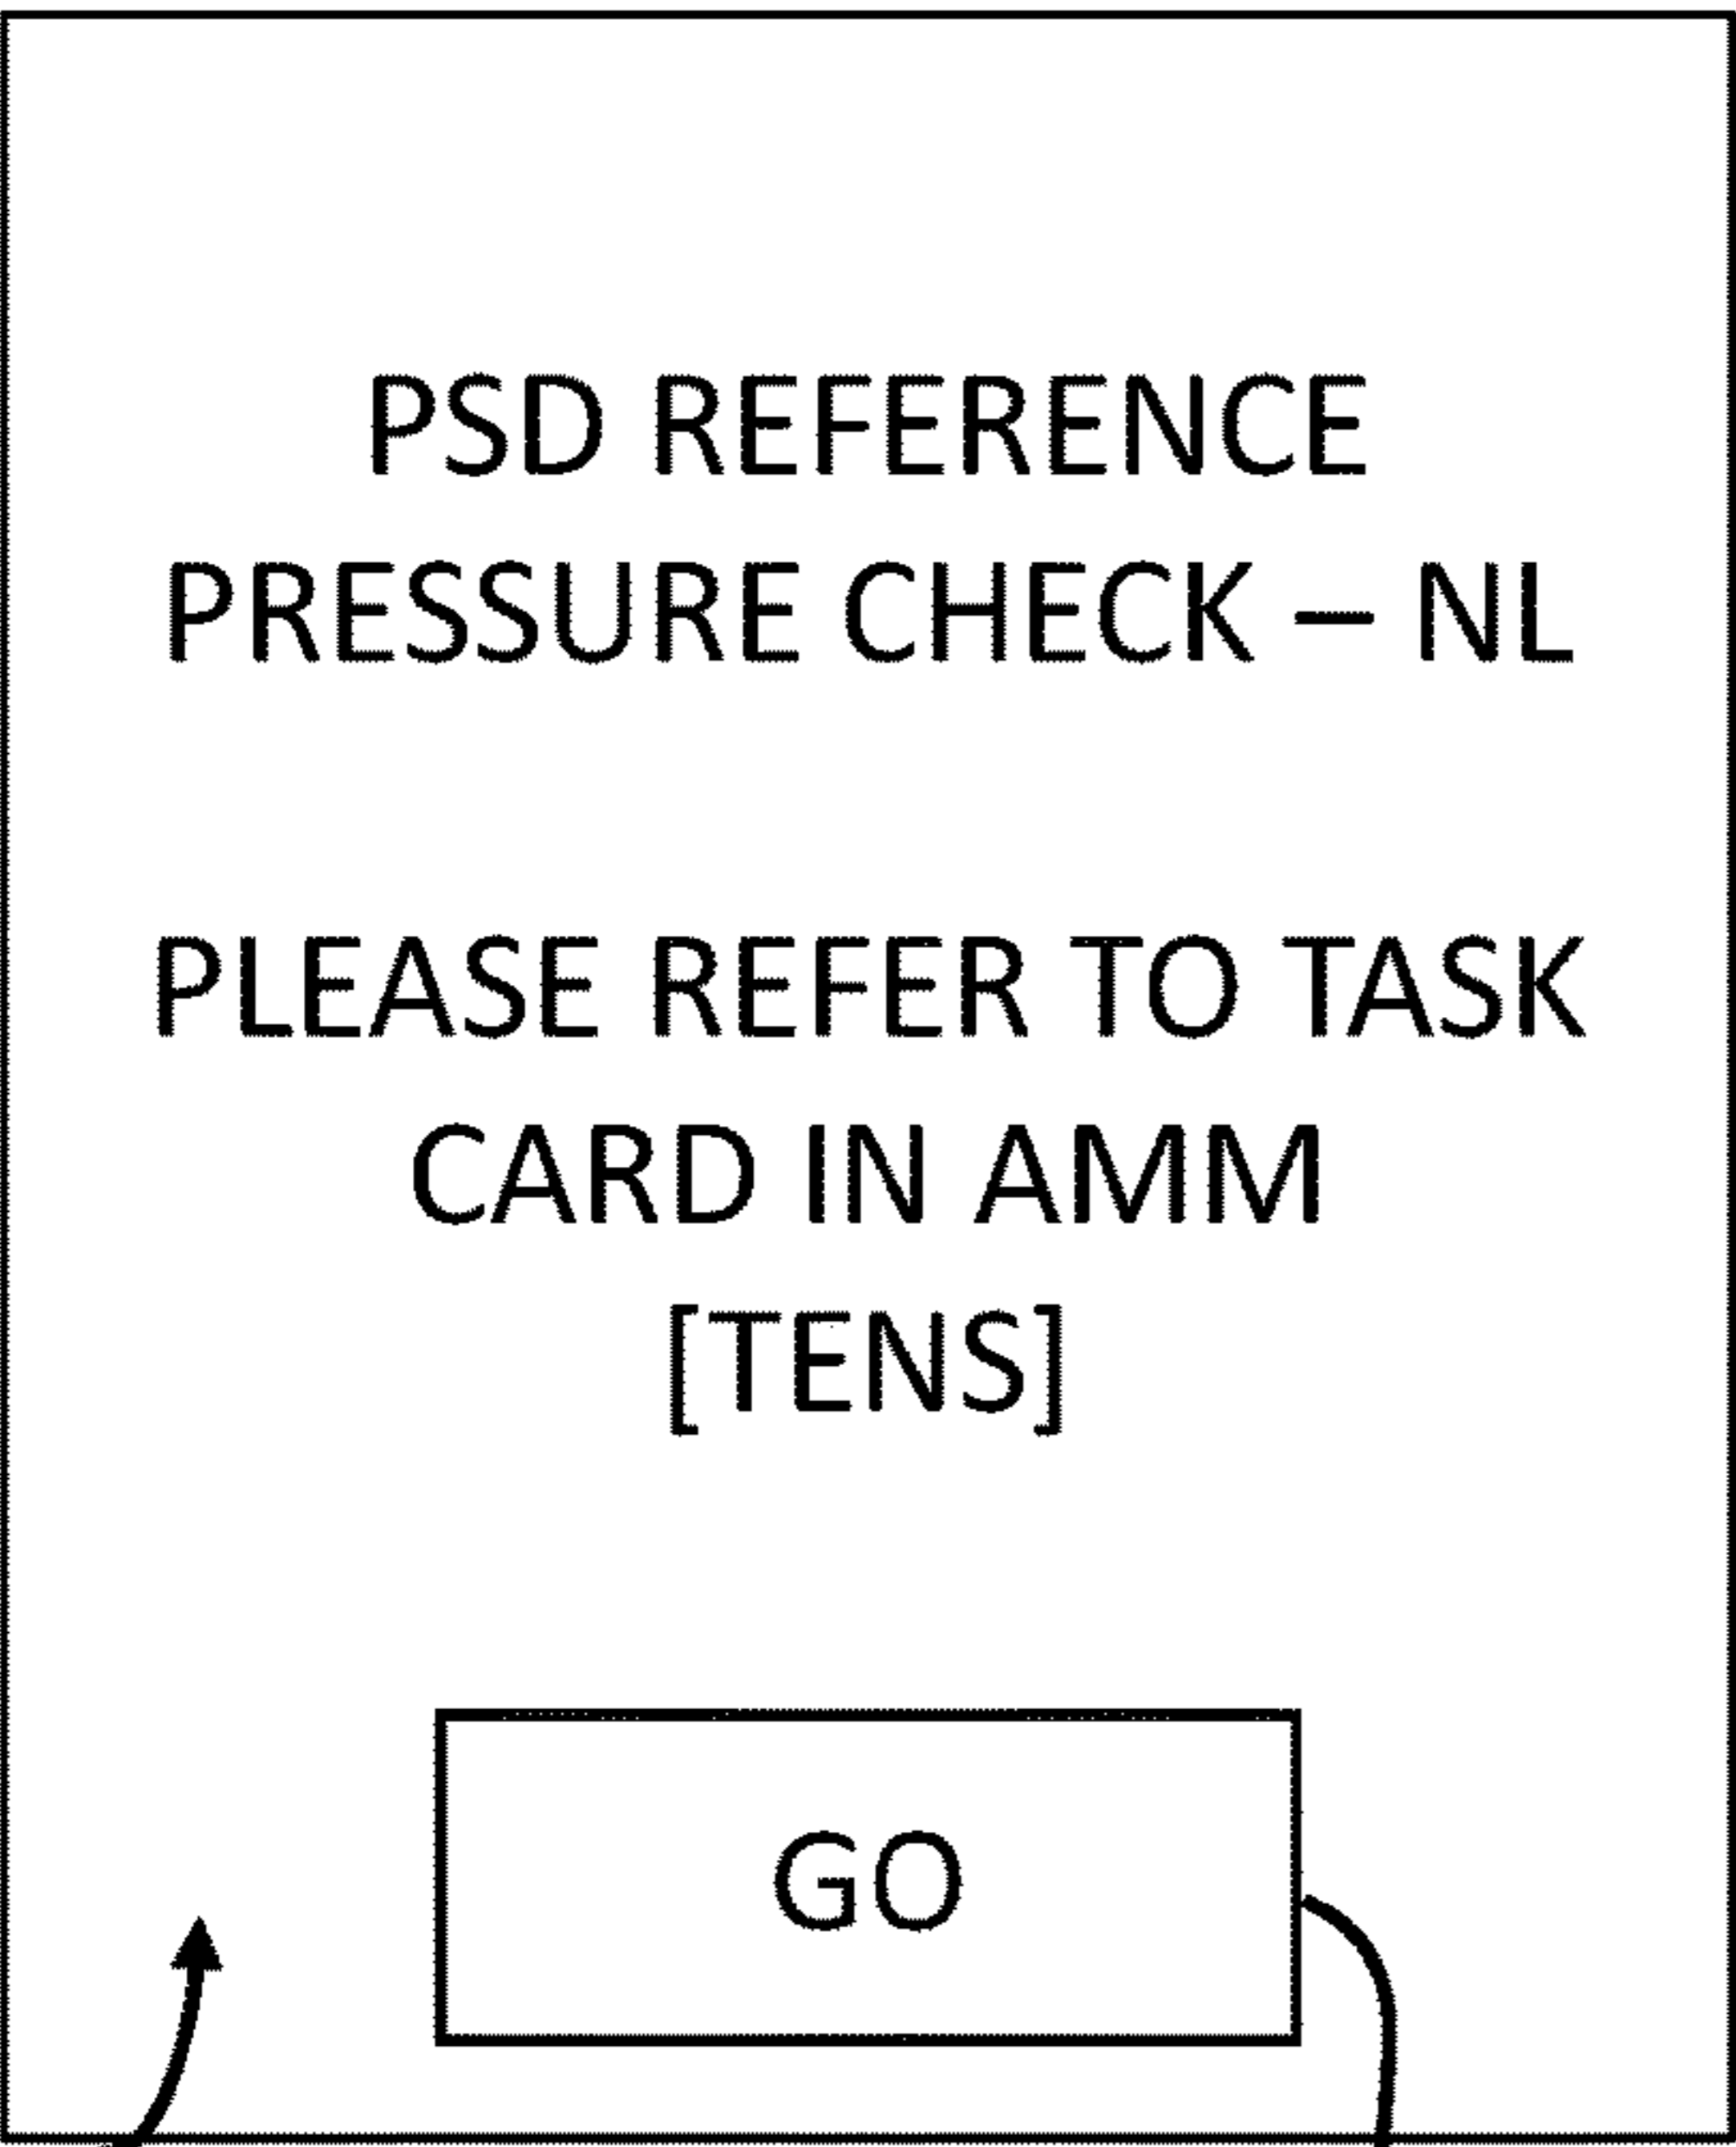 PSD REFERENCE
PRESSURE CHECK – NL
PLEASE REFER TO TASK
CARD IN AMM
[TENS]
GO